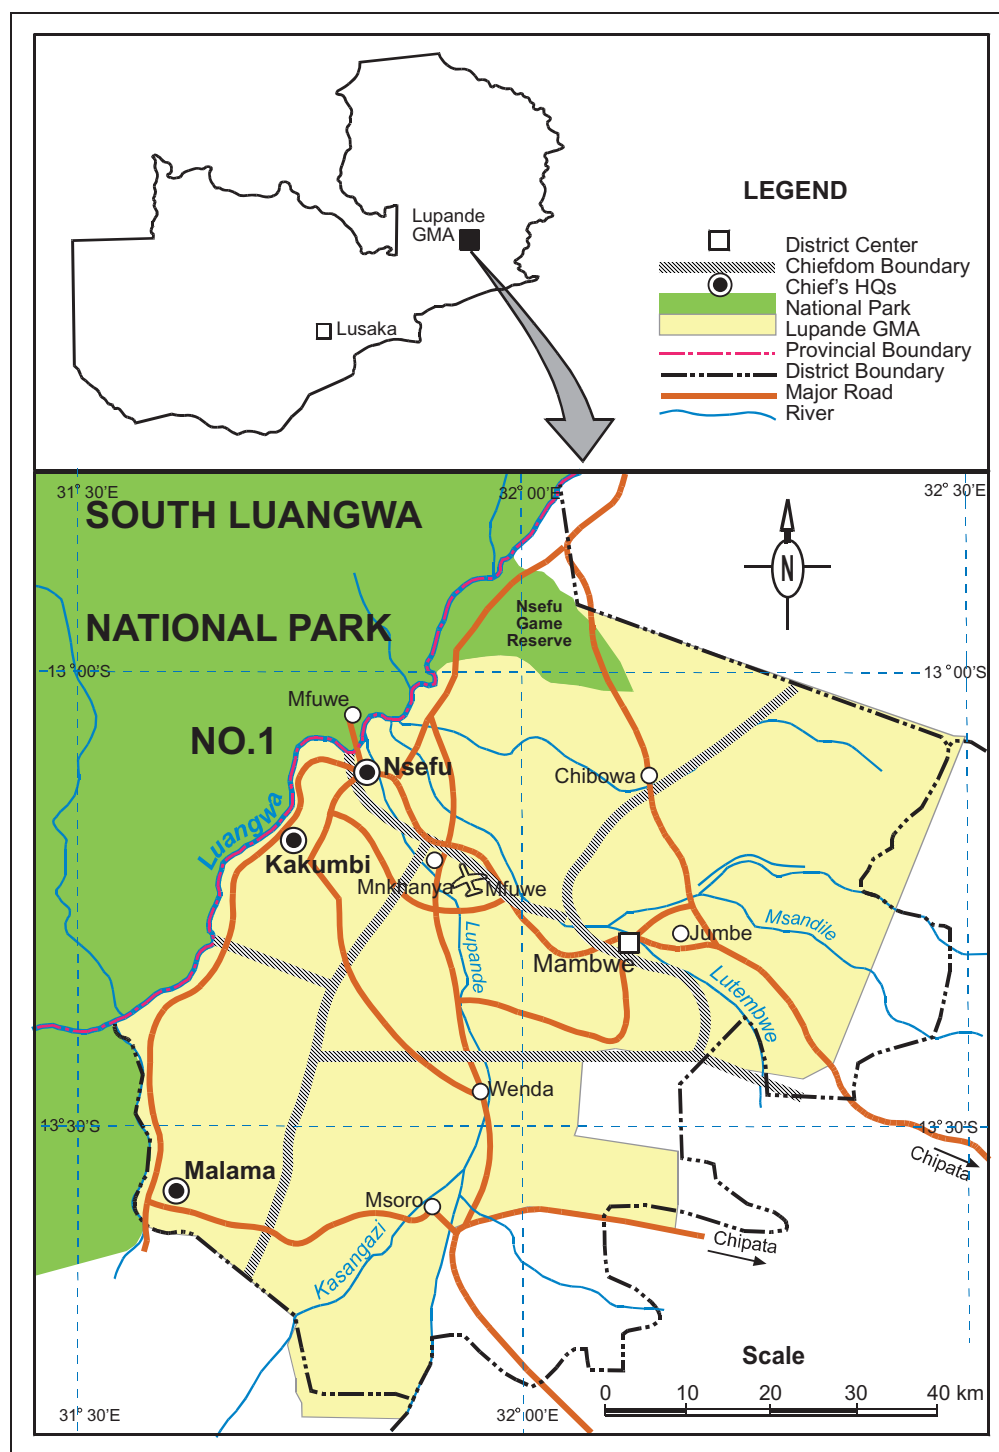 Lupande
GMA
Lusaka
LEGEND
District Center
Chiefdom Boundary
Chief's HQs
National Park
Lupande GMA
Provincial Boundary
District Boundary
Major Road
River
31° 30'E
32° 00'E
32° 30'E
SOUTH LUANGWA
NATIONAL PARK
NO.1
N
Nsefu
Game
Reserve
13° 00'S
13° 00'S
Mfuwe
Nsefu
Chibowa
Luangwa
Kakumbi
Mnkhanya
Mfuwe
Lupande
Msandile
Jumbe
Mambwe
Lutembwe
Wenda
13° 30'S
13° 30'S
Chipata
Malama
Msoro
Kasangazi
Chipata
Scale
0 10 20 30 40 km
31° 30'E
32° 00'E